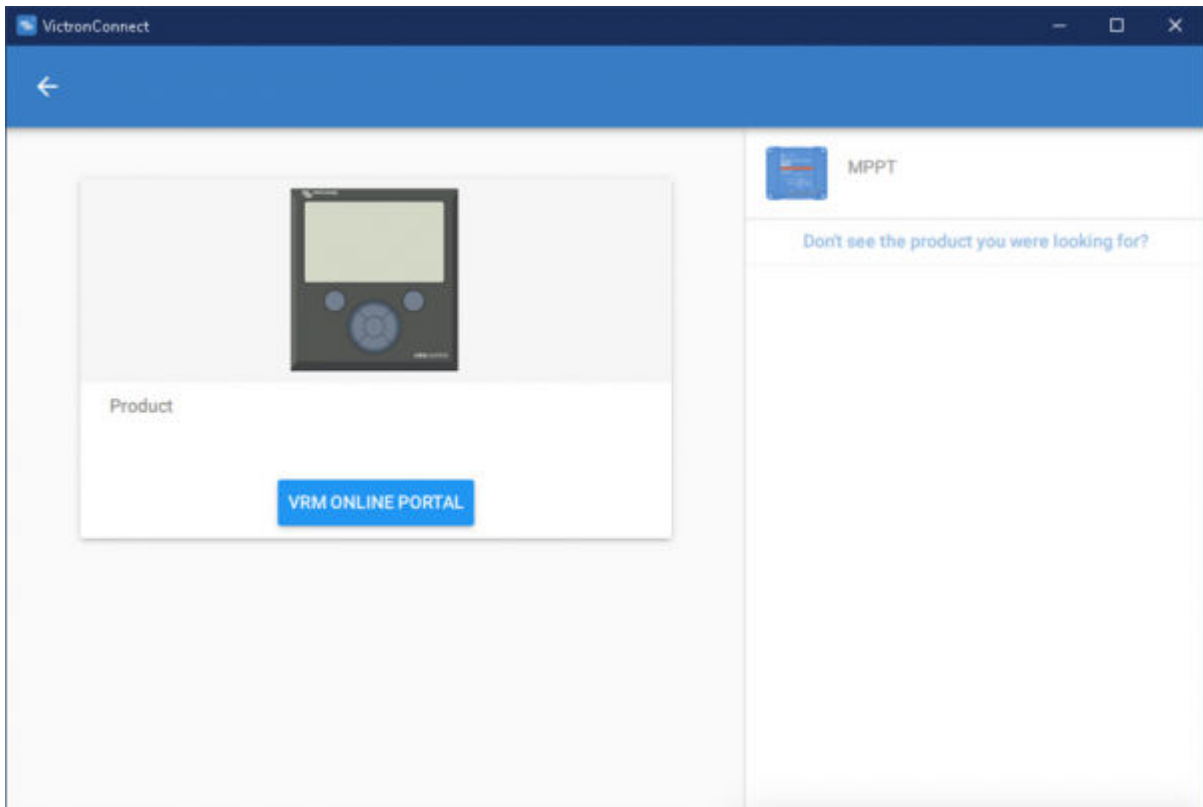 VictronConnect
Product
VRM ONLINE PORTAL
MPPT
Don't see the product you were looking for?